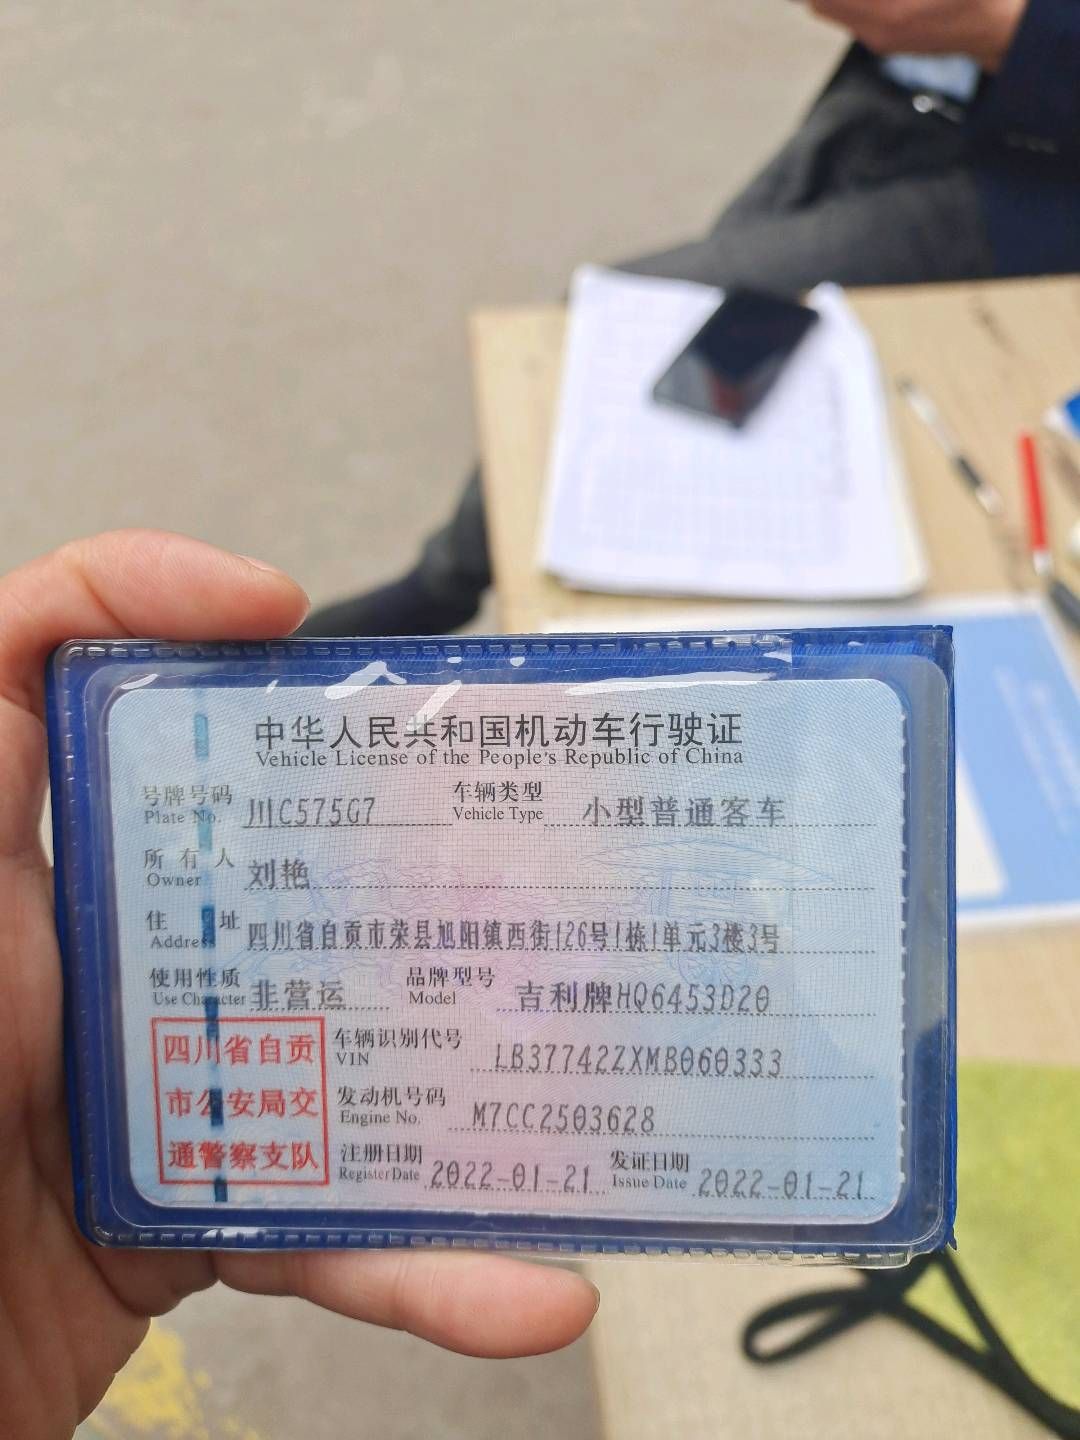 中华人民共和国机动车行驶证
Vehicle License of the People's Republic of China
号牌号码 川C575G7 车辆类型 小型普通客车
Plate No. Vehicle Type
所有人 刘艳
Owner
住址 四川省自贡市荣县旭阳镇西街126号1栋1单元3楼3号
Address
使用性质 非营运 品牌型号 吉利牌HQ6453D20
Use Character Model
四川省自贡
市公安局交
通警察支队
车辆识别代号 LB37742ZXMB060333
VIN
发动机号码 M7CC2503628
Engine No.
注册日期 2022-01-21 发证日期 2022-01-21
Register Date Issue Date